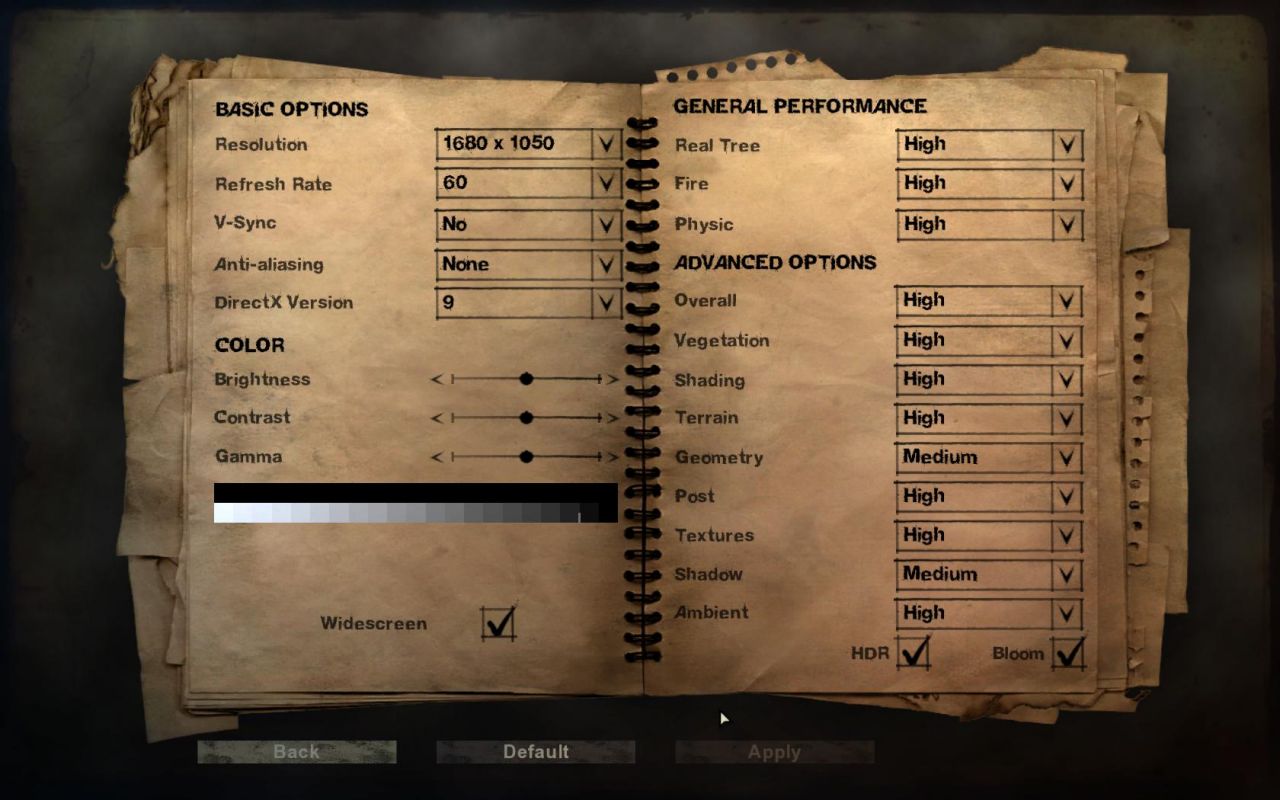 BASIC OPTIONS
Resolution 1680 x 1050
Refresh Rate 60
V-Sync No
Anti-aliasing None
DirectX Version 9
COLOR
Brightness
Contrast
Gamma
Widescreen
GENERAL PERFORMANCE
Real Tree High
Fire High
Physic High
ADVANCED OPTIONS
Overall High
Vegetation High
Shading High
Terrain High
Geometry Medium
Post High
Textures High
Shadow Medium
Ambient High
HDR Bloom
Back Default Apply